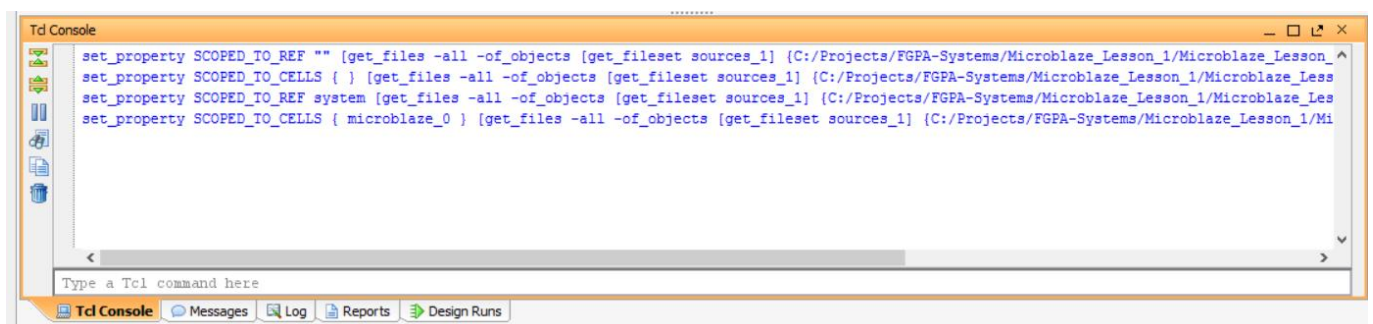 Tcl Console
set_property SCOPED_TO_REF "" [get_files -all -of_objects [get_fileset sources_1] {C:/Projects/FGPA-Systems/Microblaze_Lesson_1/Microblaze_Lesson_
set_property SCOPED_TO_CELLS { } [get_files -all -of_objects [get_fileset sources_1] {C:/Projects/FGPA-Systems/Microblaze_Lesson_1/Microblaze_Less
set_property SCOPED_TO_REF system [get_files -all -of_objects [get_fileset sources_1] {C:/Projects/FGPA-Systems/Microblaze_Lesson_1/Microblaze_Les
set_property SCOPED_TO_CELLS { microblaze_0 } [get_files -all -of_objects [get_fileset sources_1] {C:/Projects/FGPA-Systems/Microblaze_Lesson_1/Mi
Type a Tcl command here
Tcl Console Messages Log Reports Design Runs